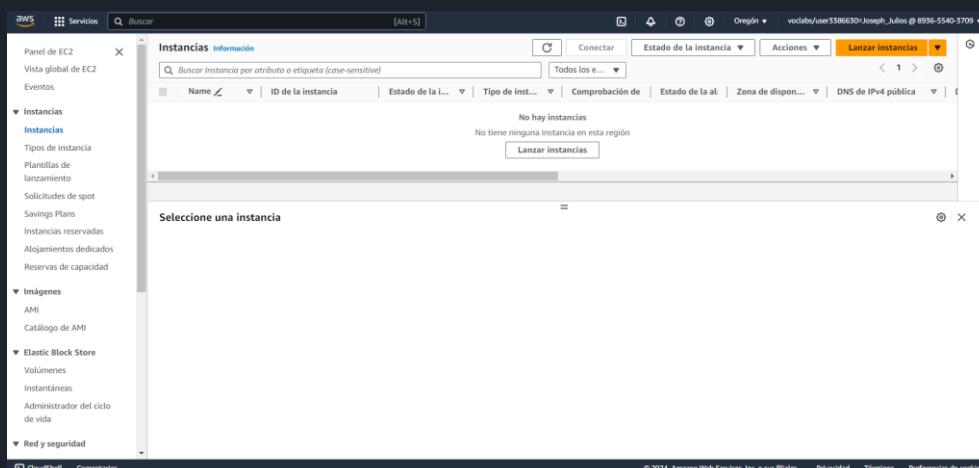 aws Servicios Buscar [Alt+S] Oregón voclabs/user3386630=Joseph_Julios @ 8936-5540-3709
Panel de EC2
Vista global de EC2
Eventos
Instancias
Instancias
Tipos de instancia
Plantillas de
lanzamiento
Solicitudes de spot
Savings Plans
Instancias reservadas
Alojamientos dedicados
Reservas de capacidad
Imágenes
AMI
Catálogo de AMI
Elastic Block Store
Volúmenes
Instantáneas
Administrador del ciclo
de vida
Red y seguridad
Instancias Información Conectar Estado de la instancia Acciones Lanzar instancias
Buscar Instancia por atributo o etiqueta (case-sensitive) Todos los e... 1
Name ID de la instancia Estado de la i... Tipo de inst... Comprobación de Estado de la al. Zona de dispon... DNS de IPv4 pública
No hay instancias
No tiene ninguna instancia en esta región
Lanzar instancias
Seleccione una instancia
CloudShell Comentarios © 2024, Amazon Web Services, Inc. o sus filiales. Privacidad Términos Preferencias de cookies